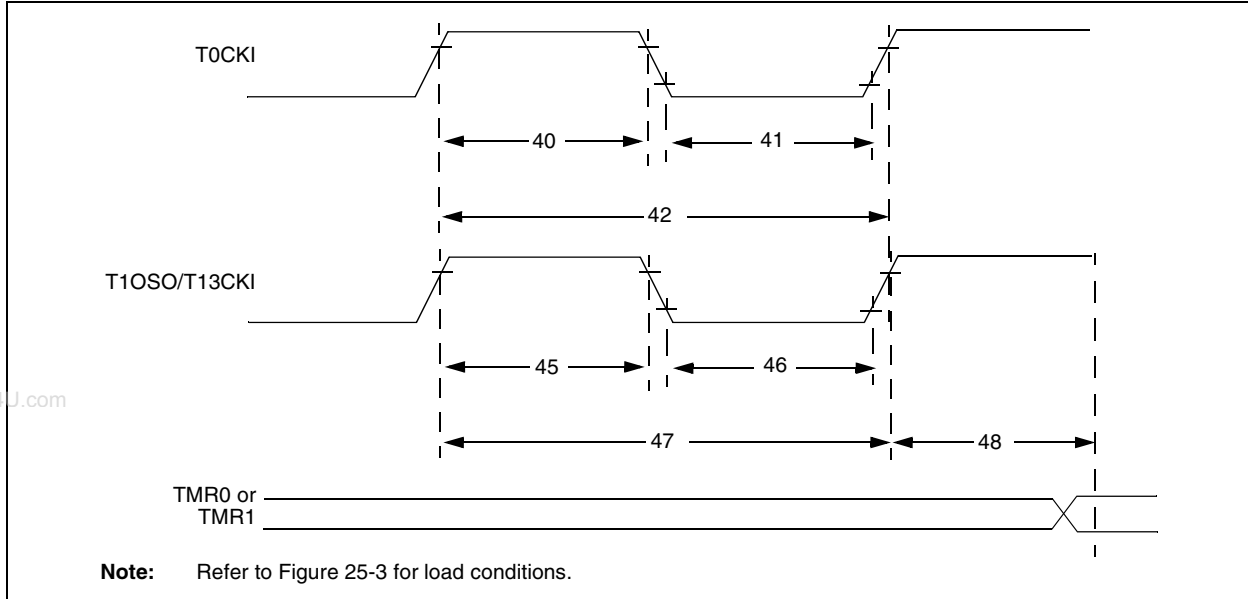 T0CKI
40
41
42
T1OSO/T13CKI
45
46
47
48
TMR0 or
TMR1
Note: Refer to Figure 25-3 for load conditions.
U.com